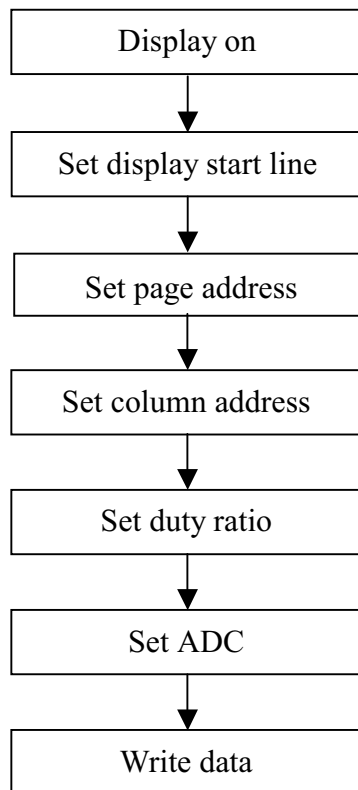 Display on
Set display start line
Set page address
Set column address
Set duty ratio
Set ADC
Write data